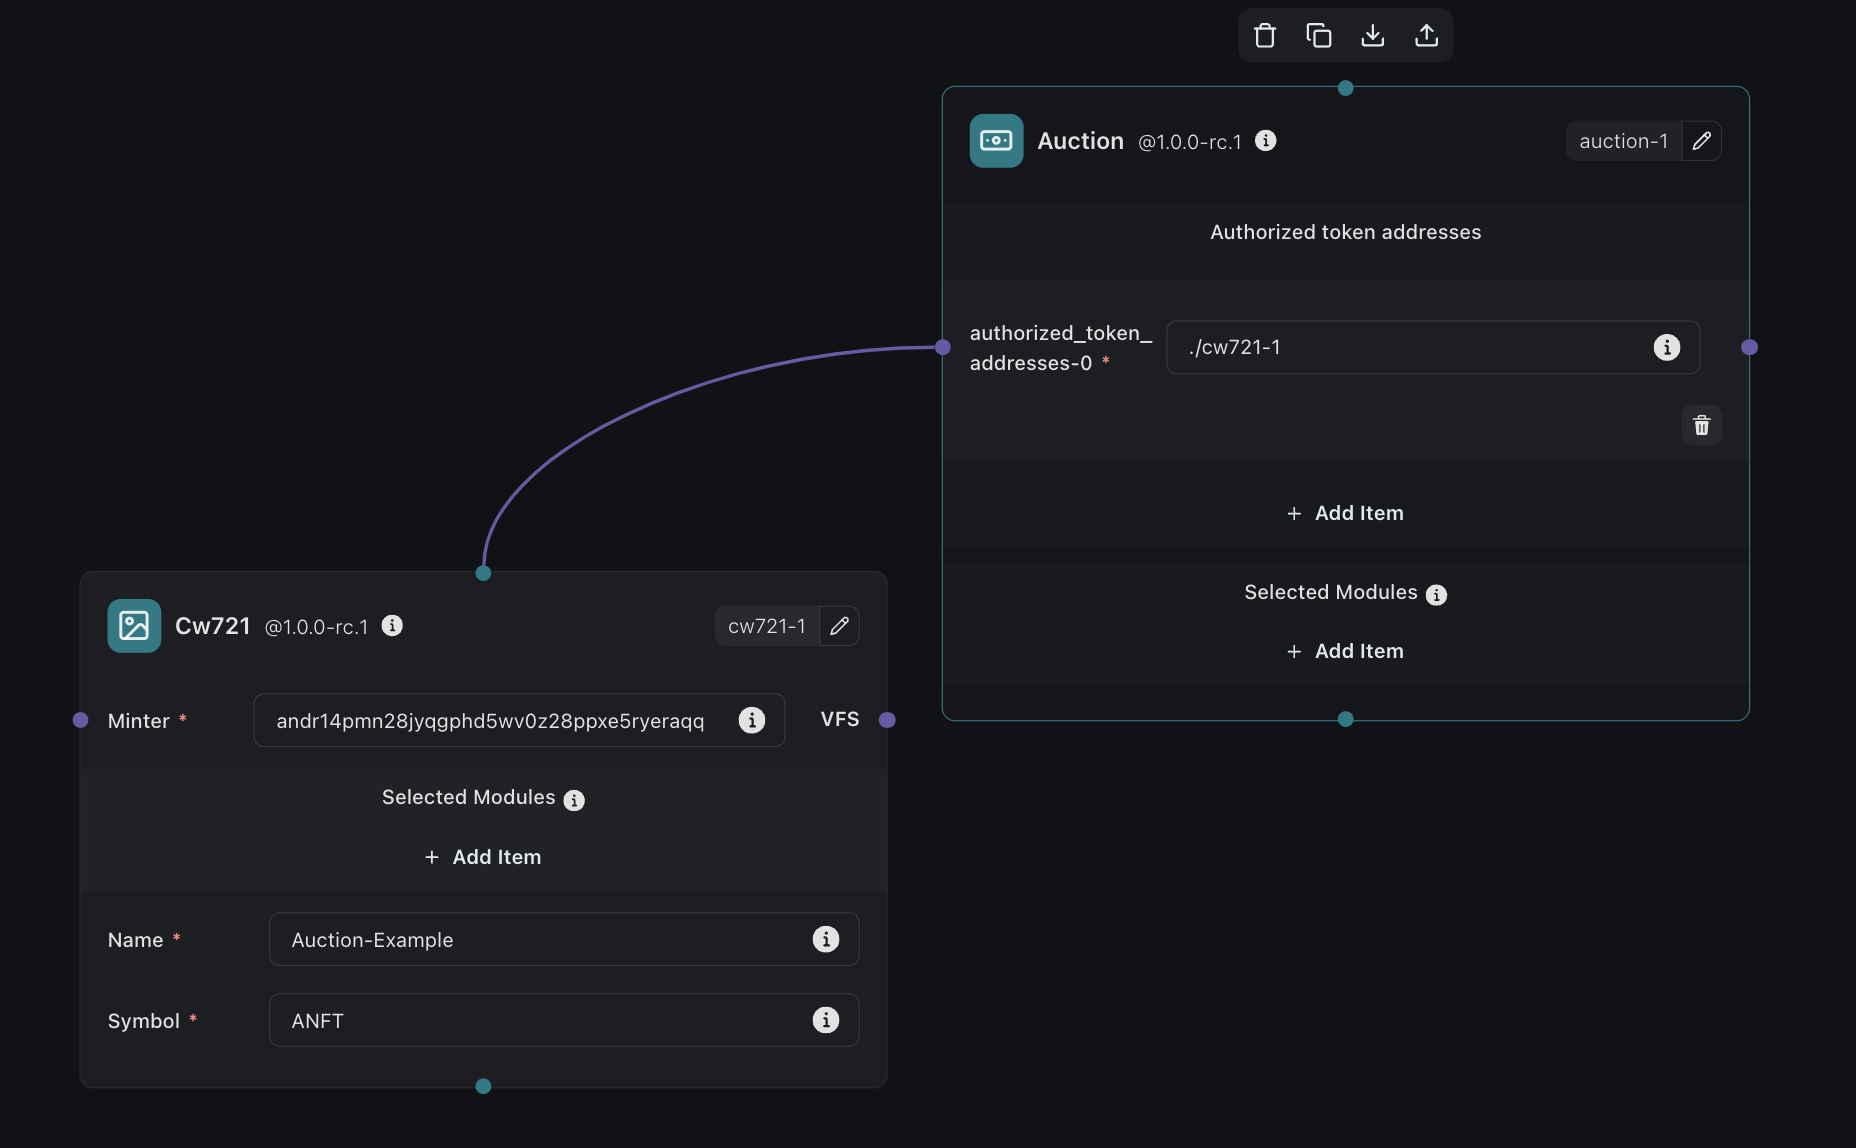 Auction @1.0.0-rc.1
auction-1
Authorized token addresses
authorized_token_
addresses-0 *
./cw721-1
+ Add Item
Selected Modules
+ Add Item
Cw721 @1.0.0-rc.1
cw721-1
Minter *
andr14pmn28jyqgphd5wv0z28ppxe5ryeraqq
VFS
Selected Modules
+ Add Item
Name *
Auction-Example
Symbol *
ANFT